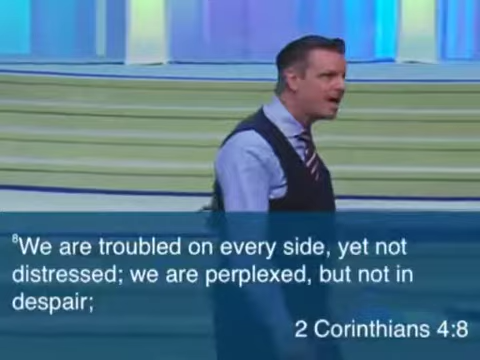 ⁸We are troubled on every side, yet not
distressed; we are perplexed, but not in
despair;
2 Corinthians 4:8